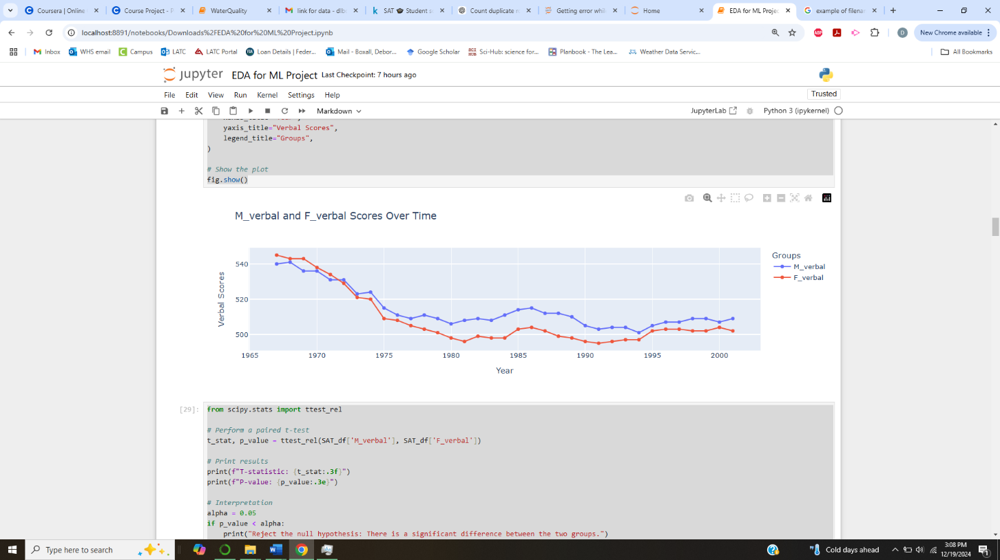 Coursera | Online
Course Project - P
WaterQuality
link for data - dlb
SAT 🎓 Student s
Count duplicate n
Getting error whil
Home
EDA for ML Projec
example of filenar
localhost:8891/notebooks/Downloads%2FEDA%20for%20ML%20Project.ipynb
ABP
D
New Chrome available
Inbox
WHS email
Campus
LATC
LATC Portal
Loan Details | Feder...
Mail - Boxall, Debor...
Google Scholar
Sci-Hub: science for...
Planbook - The Lea...
Weather Data Servic...
All Bookmarks
jupyter EDA for ML Project Last Checkpoint: 7 hours ago
File Edit View Run Kernel Settings Help
Trusted
Markdown
JupyterLab
Python 3 (ipykernel)
yaxis_title="Verbal Scores",
legend_title="Groups",
)
# Show the plot
fig.show()
M_verbal and F_verbal Scores Over Time
Groups
M_verbal
F_verbal
540
520
500
Verbal Scores
1965 1970 1975 1980 1985 1990 1995 2000
Year
[29]:
from scipy.stats import ttest_rel
# Perform a paired t-test
t_stat, p_value = ttest_rel(SAT_df['M_verbal'], SAT_df['F_verbal'])
# Print results
print(f"T-statistic: {t_stat:.3f}")
print(f"P-value: {p_value:.3e}")
# Interpretation
alpha = 0.05
if p_value < alpha:
print("Reject the null hypothesis: There is a significant difference between the two groups.")
Type here to search
Cold days ahead
3:08 PM
12/19/2024
1